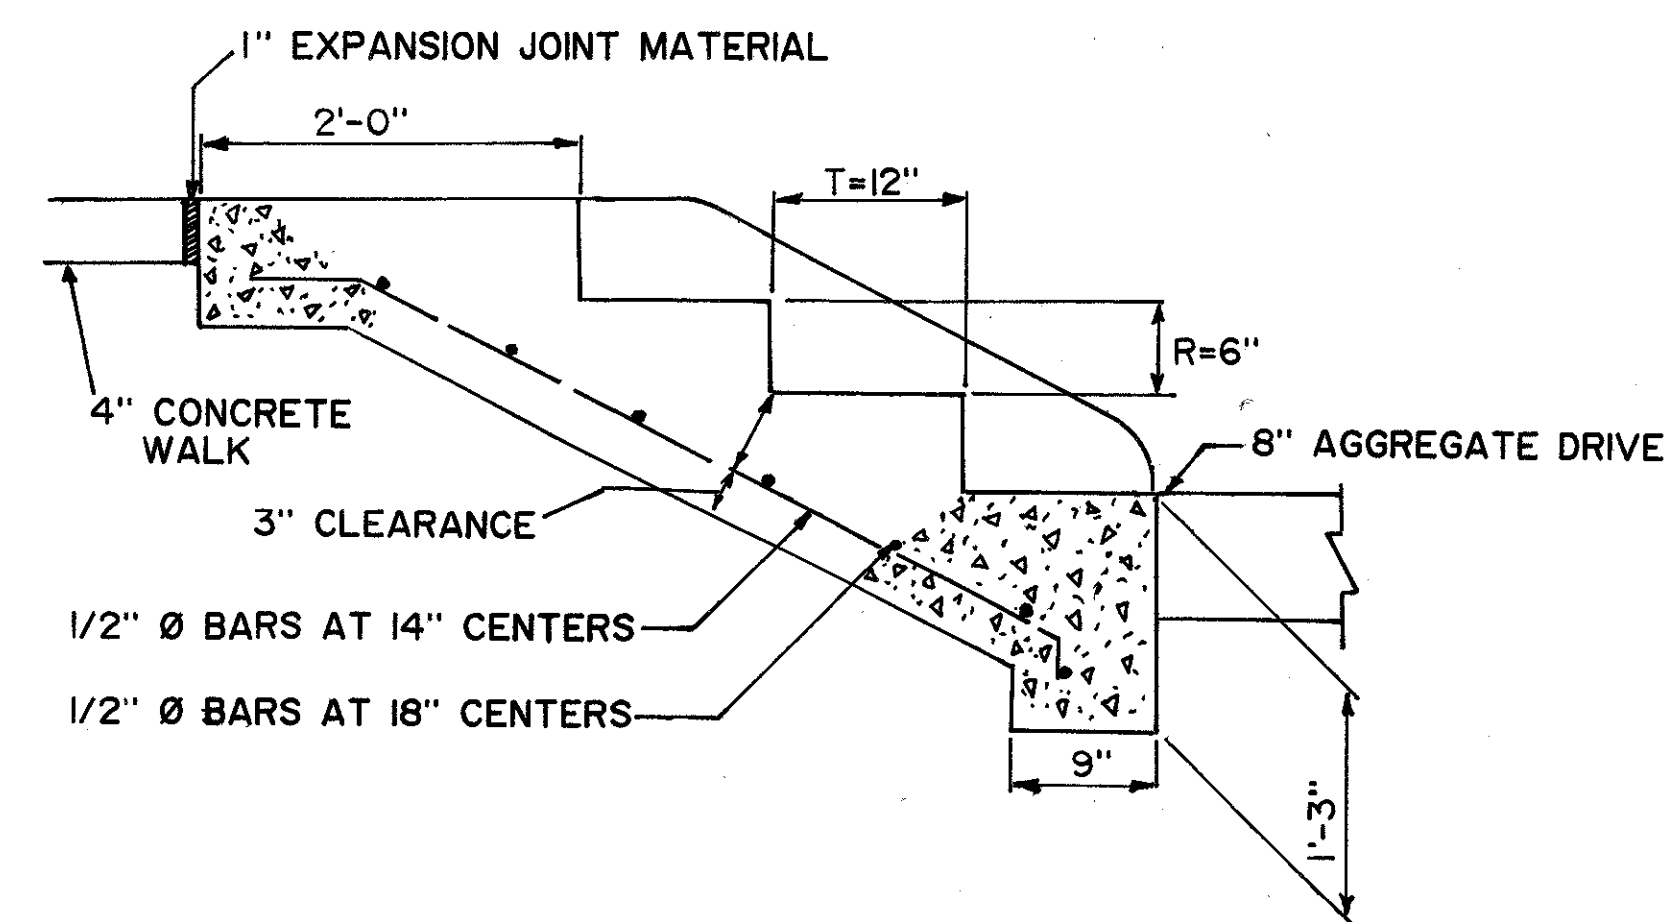 1" EXPANSION JOINT MATERIAL
2'-0"
T=12"
R=6"
4" CONCRETE
WALK
8" AGGREGATE DRIVE
3" CLEARANCE
1/2" Ø BARS AT 14" CENTERS
1/2" Ø BARS AT 18" CENTERS
9"
1'-3"